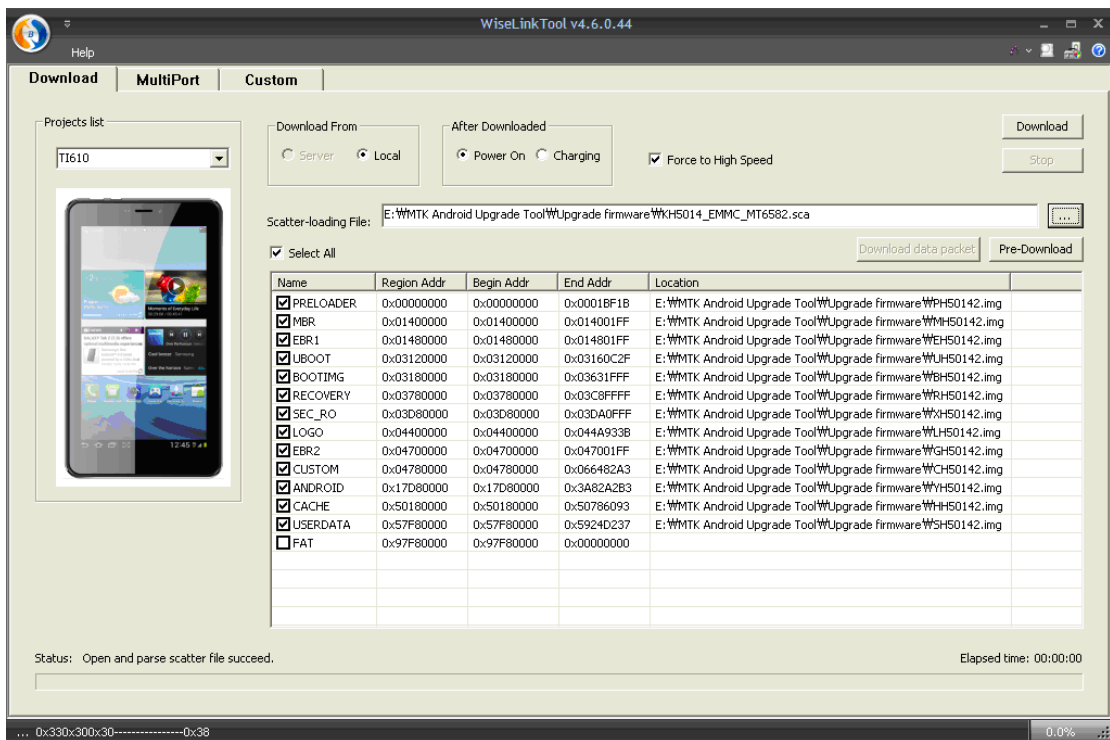 WiseLinkTool v4.6.0.44
Help
Download MultiPort Custom
Projects list
TI610
Download From
Server Local
After Downloaded
Power On Charging
Force to High Speed
Download
Stop
Scatter-loading File: E:₩MTK Android Upgrade Tool₩Upgrade firmware₩KH5014_EMMC_MT6582.sca ...
Select All
Download data packet Pre-Download
Name Region Addr Begin Addr End Addr Location
PRELOADER 0x00000000 0x00000000 0x0001BF1B E:₩MTK Android Upgrade Tool₩Upgrade firmware₩PH50142.img
MBR 0x01400000 0x01400000 0x014001FF E:₩MTK Android Upgrade Tool₩Upgrade firmware₩MH50142.img
EBR1 0x01480000 0x01480000 0x014801FF E:₩MTK Android Upgrade Tool₩Upgrade firmware₩EH50142.img
UBOOT 0x03120000 0x03120000 0x03160C2F E:₩MTK Android Upgrade Tool₩Upgrade firmware₩UH50142.img
BOOTIMG 0x03180000 0x03180000 0x03631FFF E:₩MTK Android Upgrade Tool₩Upgrade firmware₩BH50142.img
RECOVERY 0x03780000 0x03780000 0x03C8FFFF E:₩MTK Android Upgrade Tool₩Upgrade firmware₩RH50142.img
SEC_RO 0x03D80000 0x03D80000 0x03DA0FFF E:₩MTK Android Upgrade Tool₩Upgrade firmware₩XH50142.img
LOGO 0x04400000 0x04400000 0x044A933B E:₩MTK Android Upgrade Tool₩Upgrade firmware₩LH50142.img
EBR2 0x04700000 0x04700000 0x047001FF E:₩MTK Android Upgrade Tool₩Upgrade firmware₩GH50142.img
CUSTOM 0x04780000 0x04780000 0x066482A3 E:₩MTK Android Upgrade Tool₩Upgrade firmware₩CH50142.img
ANDROID 0x17D80000 0x17D80000 0x3A82A2B3 E:₩MTK Android Upgrade Tool₩Upgrade firmware₩YH50142.img
CACHE 0x50180000 0x50180000 0x50786093 E:₩MTK Android Upgrade Tool₩Upgrade firmware₩HH50142.img
USERDATA 0x57F80000 0x57F80000 0x5924D237 E:₩MTK Android Upgrade Tool₩Upgrade firmware₩SH50142.img
FAT 0x97F80000 0x97F80000 0x00000000
12:45
Status: Open and parse scatter file succeed. Elapsed time: 00:00:00
... 0x330x300x30----------------0x38 0.0%